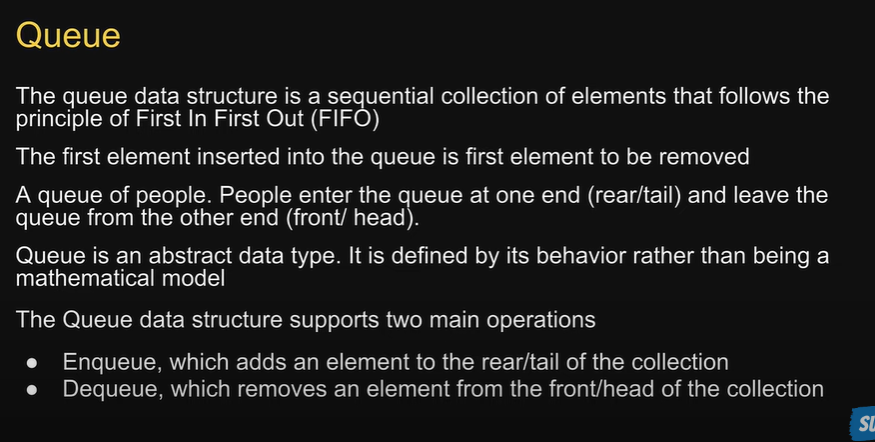 Queue
The queue data structure is a sequential collection of elements that follows the
principle of First In First Out (FIFO)
The first element inserted into the queue is first element to be removed
A queue of people. People enter the queue at one end (rear/tail) and leave the
queue from the other end (front/ head).
Queue is an abstract data type. It is defined by its behavior rather than being a
mathematical model
The Queue data structure supports two main operations
● Enqueue, which adds an element to the rear/tail of the collection
● Dequeue, which removes an element from the front/head of the collection